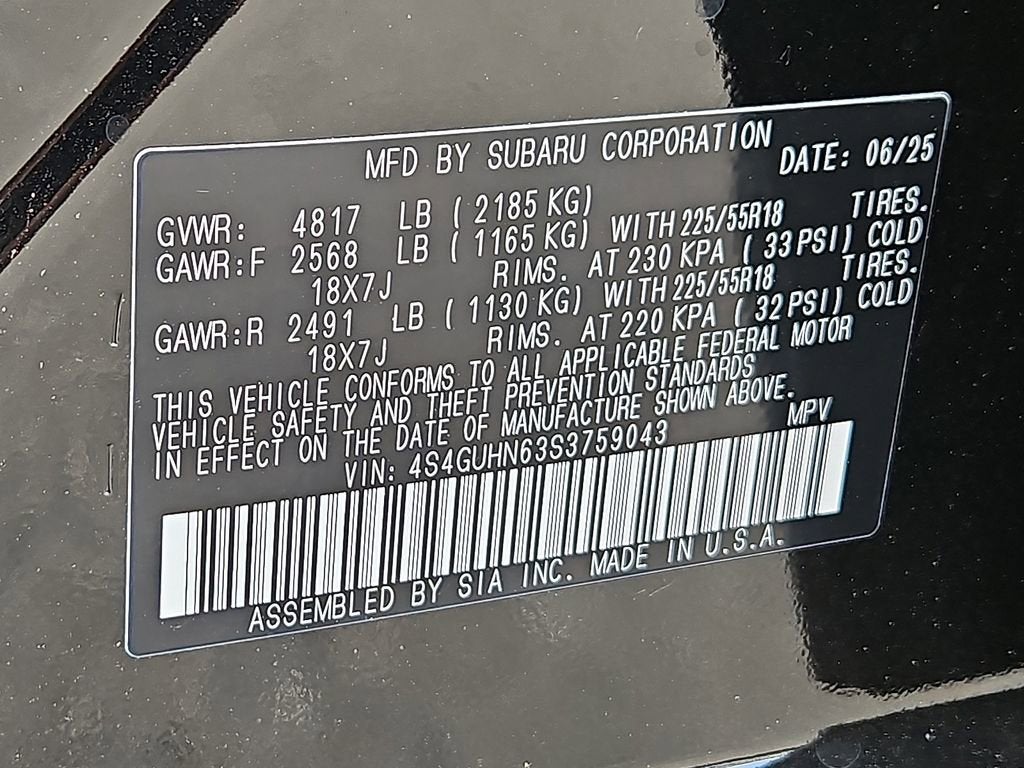 MFD BY SUBARU CORPORATION DATE: 06/25
GVWR: 4817 LB ( 2185 KG)
GAWR:F 2568 LB ( 1165 KG) WITH 225/55R18 TIRES.
18X7J RIMS. AT 230 KPA ( 33 PSI) COLD
GAWR:R 2491 LB ( 1130 KG) WITH 225/55R18 TIRES.
18X7J RIMS. AT 220 KPA ( 32 PSI) COLD
THIS VEHICLE CONFORMS TO ALL APPLICABLE FEDERAL MOTOR
VEHICLE SAFETY AND THEFT PREVENTION STANDARDS
IN EFFECT ON THE DATE OF MANUFACTURE SHOWN ABOVE.
VIN: 4S4GUHN63S3759043 MPV
ASSEMBLED BY SIA INC. MADE IN U.S.A.